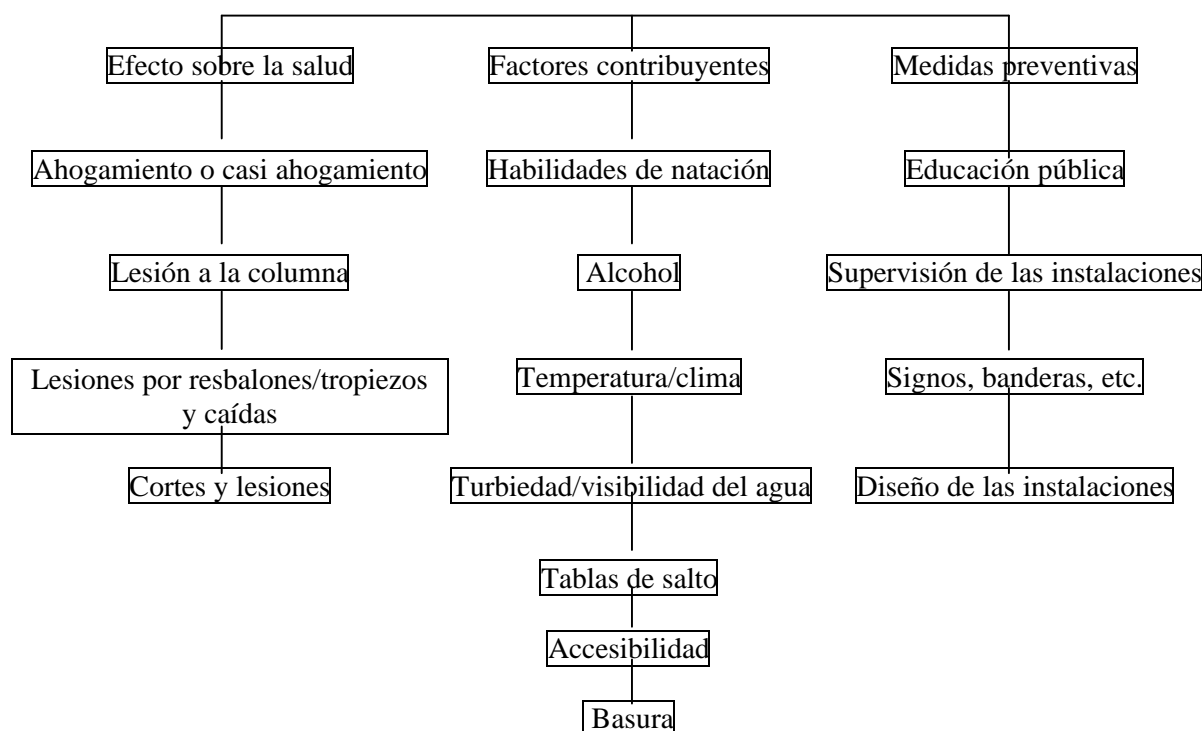 Efecto sobre la salud
Factores contribuyentes
Medidas preventivas
Ahogamiento o casi ahogamiento
Habilidades de natación
Educación pública
Lesión a la columna
Alcohol
Supervisión de las instalaciones
Lesiones por resbalones/tropiezos
y caídas
Temperatura/clima
Signos, banderas, etc.
Cortes y lesiones
Turbiedad/visibilidad del agua
Diseño de las instalaciones
Tablas de salto
Accesibilidad
Basura